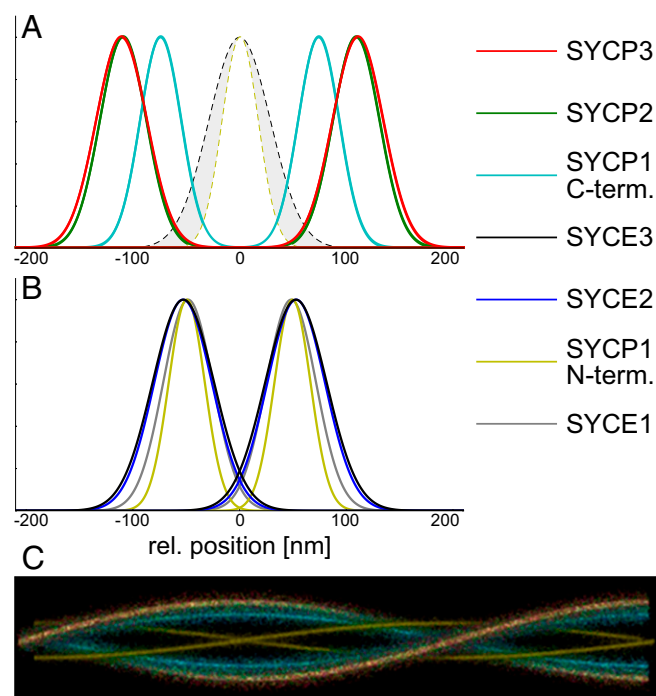 A
SYCP3
SYCP2
SYCP1
C-term.
SYCE3
SYCE2
SYCP1
N-term.
SYCE1
-200 -100 0 100 200
B
-200 -100 0 100 200
rel. position [nm]
C